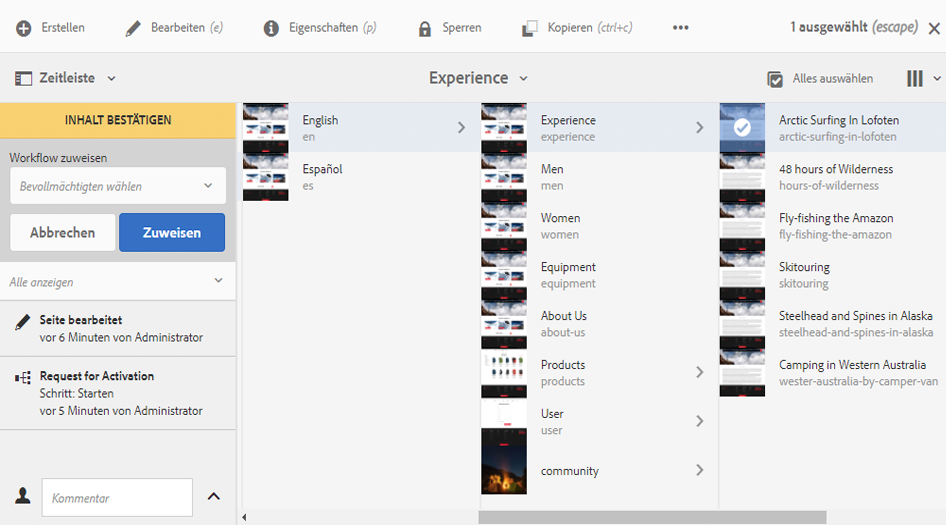 Erstellen
Bearbeiten (e)
Eigenschaften (p)
Sperren
Kopieren (ctrl+c)
1 ausgewählt (escape)
Zeitleiste
Experience
Alles auswählen
INHALT BESTÄTIGEN
Workflow zuweisen
Bevollmächtigten wählen
Abbrechen
Zuweisen
Alle anzeigen
Seite bearbeitet
vor 6 Minuten von Administrator
Request for Activation
Schritt: Starten
vor 5 Minuten von Administrator
Kommentar
English
en
Español
es
Experience
experience
Men
men
Women
women
Equipment
equipment
About Us
about-us
Products
products
User
user
community
Arctic Surfing In Lofoten
arctic-surfing-in-lofoten
48 hours of Wilderness
hours-of-wilderness
Fly-fishing the Amazon
fly-fishing-the-amazon
Skitouring
skitouring
Steelhead and Spines in Alaska
steelhead-and-spines-in-alaska
Camping in Western Australia
wester-australia-by-camper-van